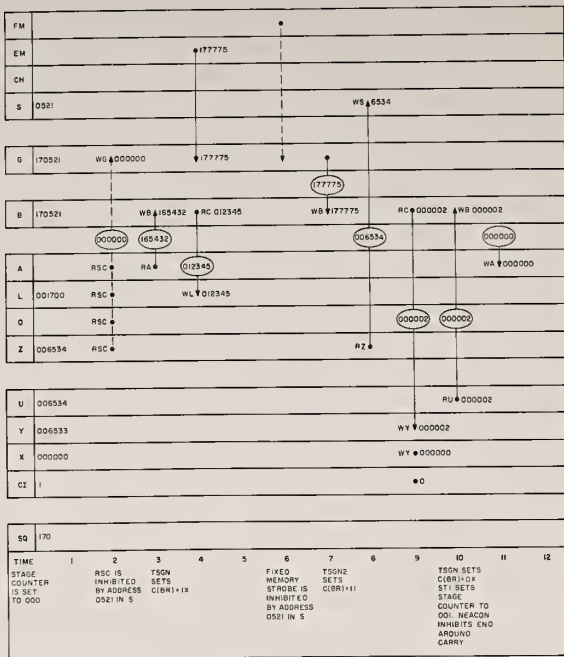 FM
EM 177775
CH
S 0521 WS 6534
G 170521 WG 000000 177775
177775
B 170521 WB 165432 RC 012345 WB 177775 RC 000002 WB 000002
000000 165432 006534 000000
A RSC RA 012345 WA 000000
L 001700 RSC WL 012345
Q RSC 000002 000002
Z 006534 RSC RZ
U 006534 RU 000002
Y 006533 WY 000002
X 000000 WY 000000
CI 1 0
SQ 170
TIME 1 2 3 4 5 6 7 8 9 10 11 12
STAGE COUNTER IS SET TO 000
RSC IS INHIBITED BY ADDRESS 0521 IN S
TSGN SETS C(BR)=1X
FIXED MEMORY STROBE IS INHIBITED BY ADDRESS 0521 IN S
TSGN2 SETS C(BR)=11
TSGN SETS C(BR)=0X
ST1 SETS STAGE COUNTER TO 001. NEACON INHIBITS END AROUND CARRY